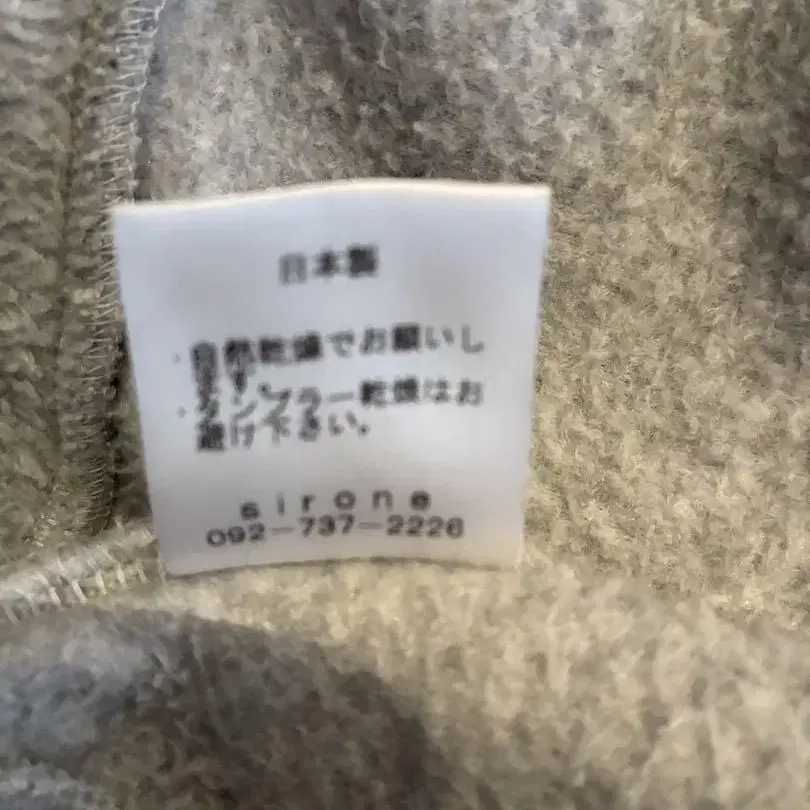 日本製
・自然乾燥でお願いし
ます。
・タンブラー乾燥はお
避け下さい。
sirone
092-737-2226